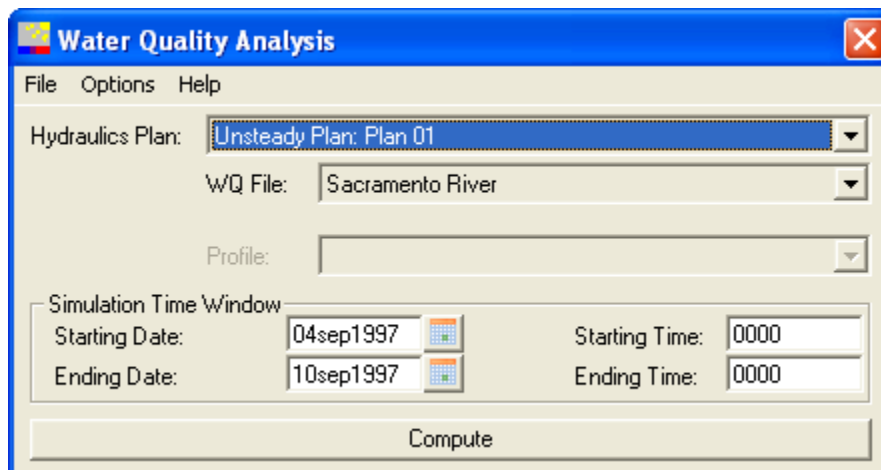 Water Quality Analysis
File Options Help
Hydraulics Plan: Unsteady Plan: Plan 01
WQ File: Sacramento River
Profile:
Simulation Time Window
Starting Date: 04sep1997 Starting Time: 0000
Ending Date: 10sep1997 Ending Time: 0000
Compute